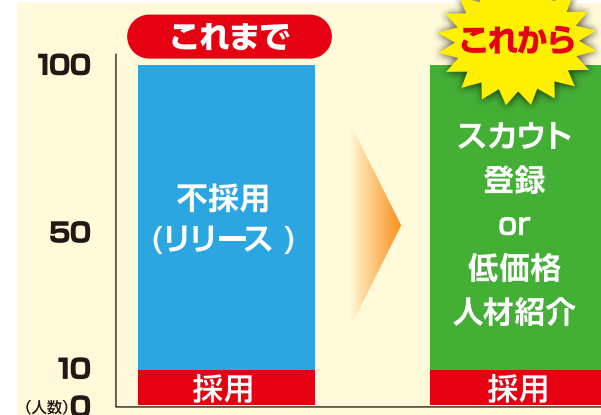 これまで
これから
100
50
10
(人数)0
不採用
(リリース )
採用
スカウト
登録
or
低価格
人材紹介
採用